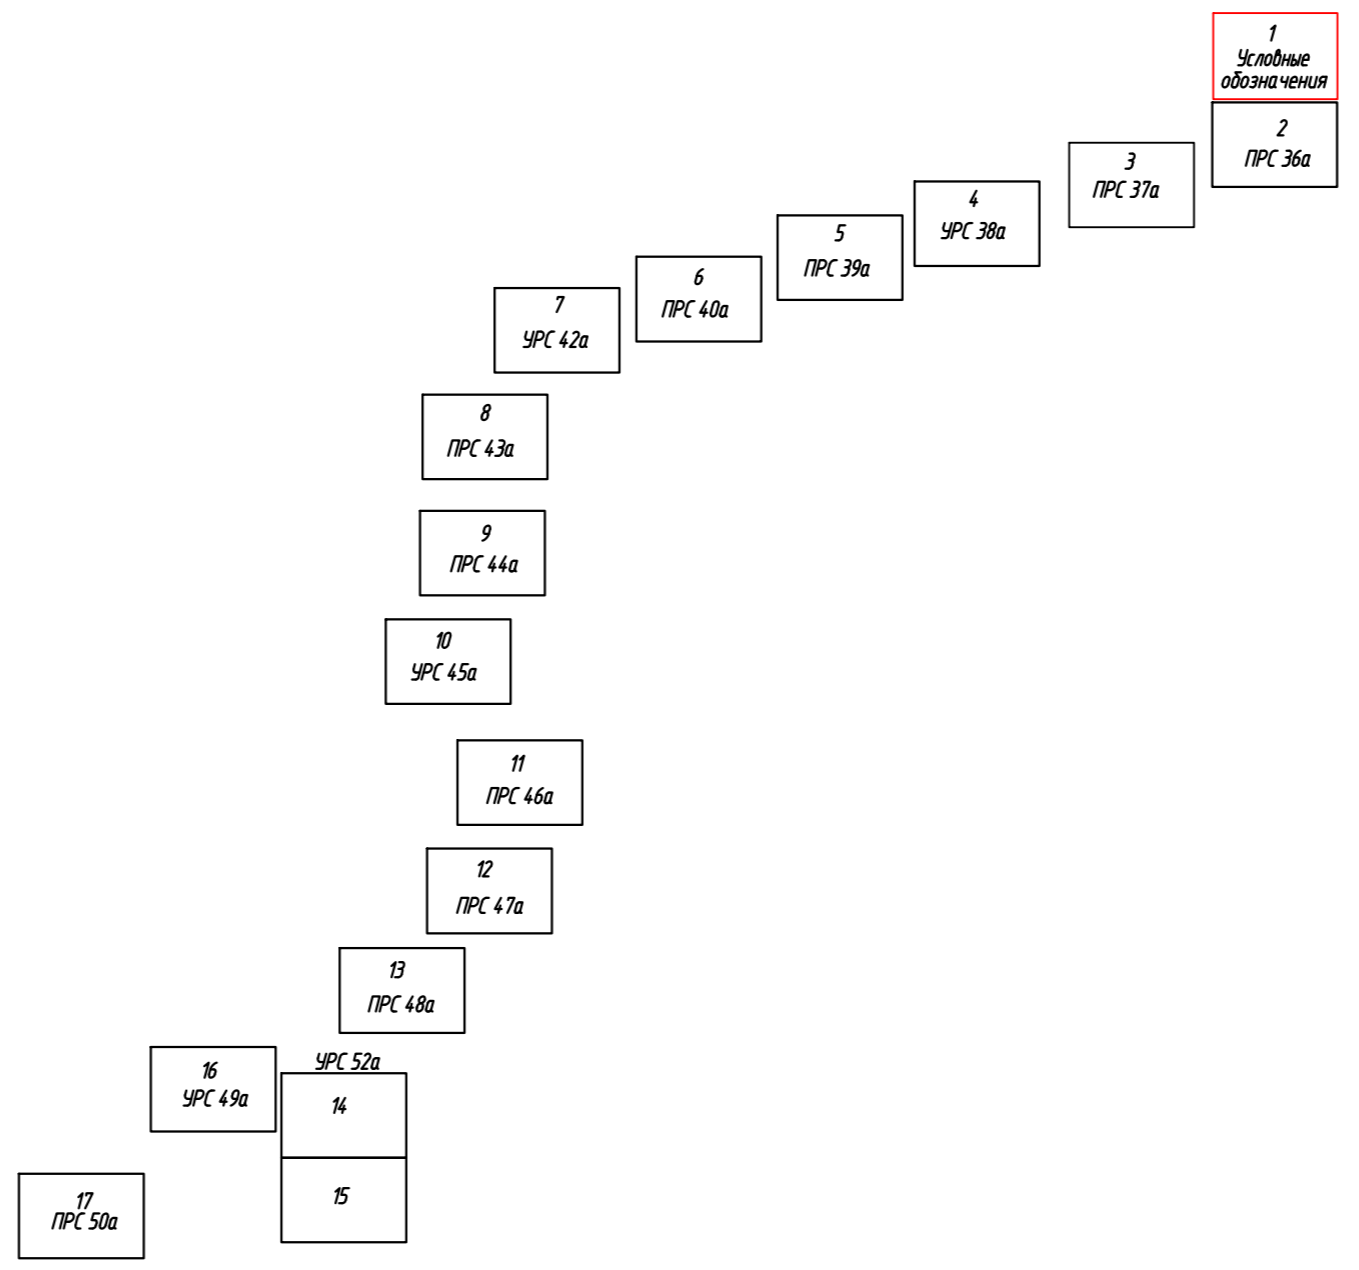 1
Условные
обозначения
2
ПРС 36а
3
ПРС 37а
4
УРС 38а
5
ПРС 39а
6
ПРС 40а
7
УРС 42а
8
ПРС 43а
9
ПРС 44а
10
УРС 45а
11
ПРС 46а
12
ПРС 47а
13
ПРС 48а
УРС 52а
14
15
16
УРС 49а
17
ПРС 50а